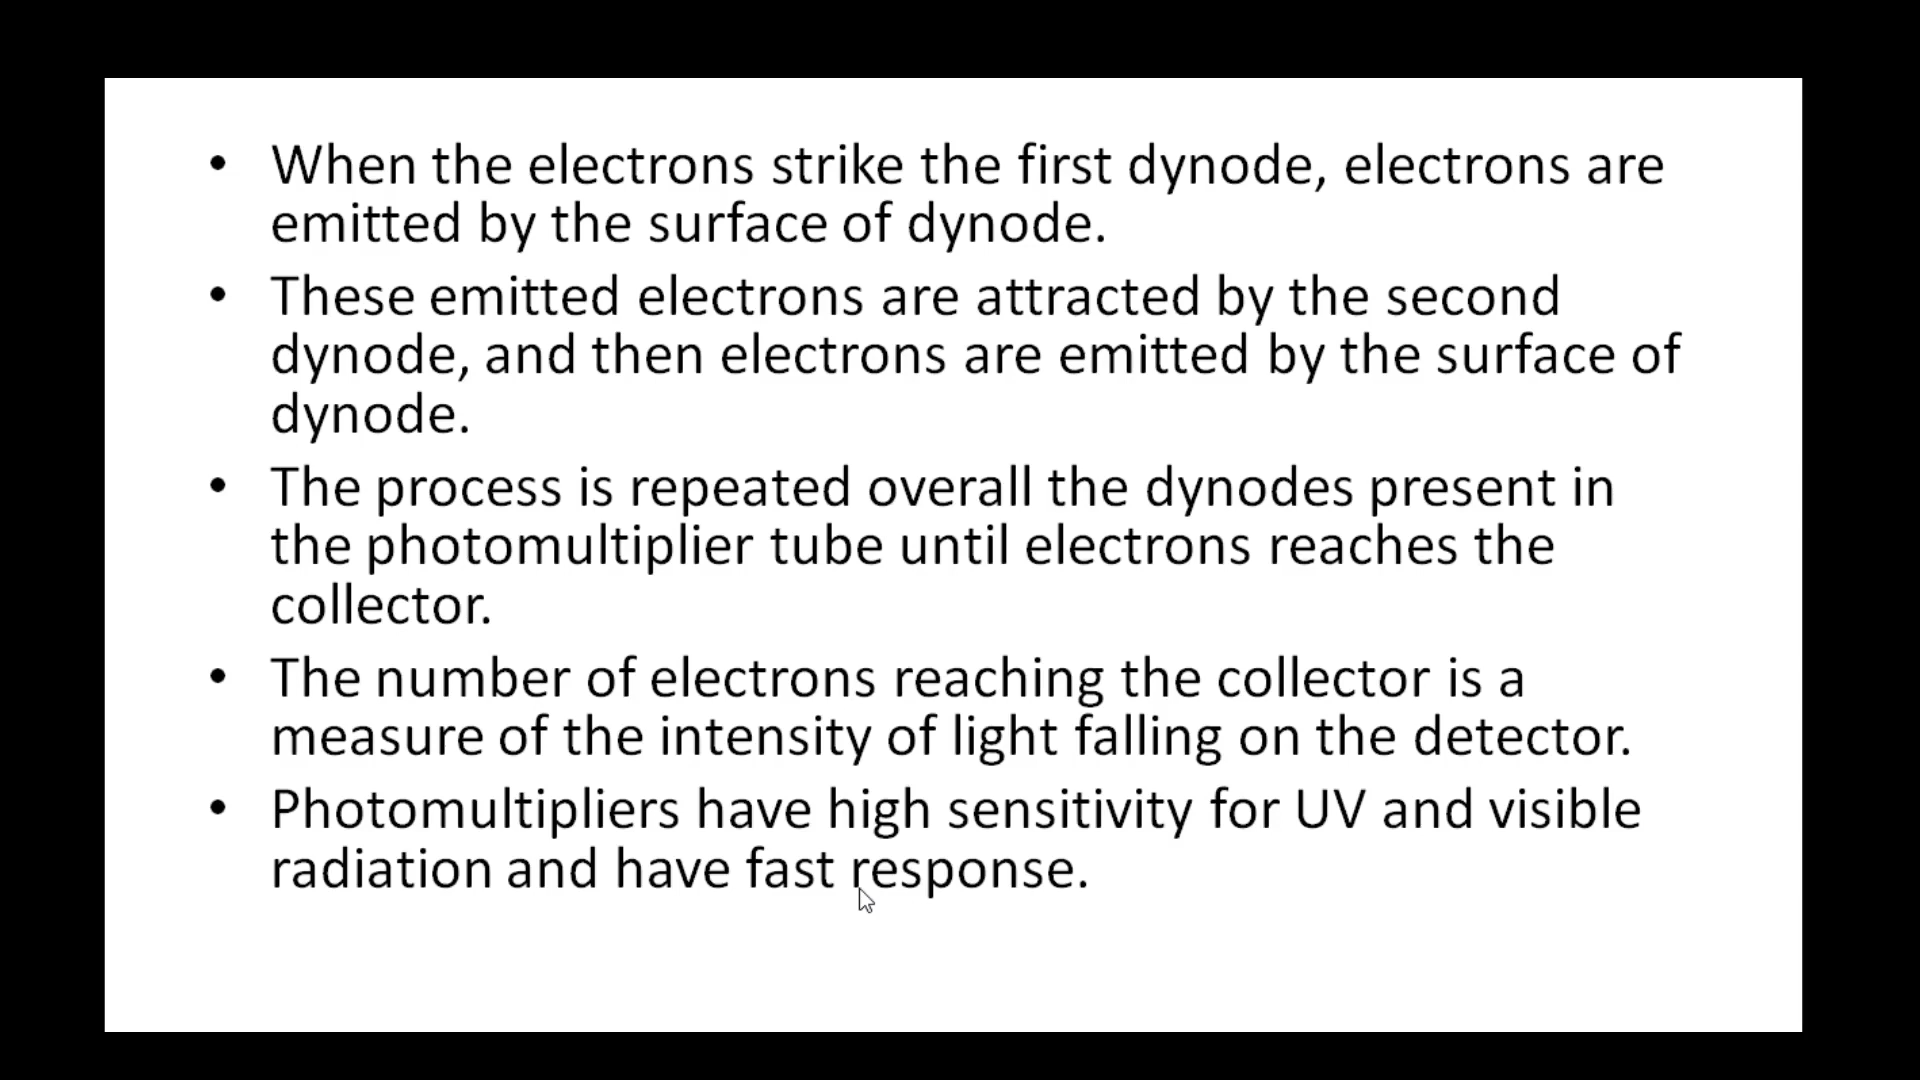 • When the electrons strike the first dynode, electrons are
emitted by the surface of dynode.
• These emitted electrons are attracted by the second
dynode, and then electrons are emitted by the surface of
dynode.
• The process is repeated overall the dynodes present in
the photomultiplier tube until electrons reaches the
collector.
• The number of electrons reaching the collector is a
measure of the intensity of light falling on the detector.
• Photomultipliers have high sensitivity for UV and visible
radiation and have fast response.